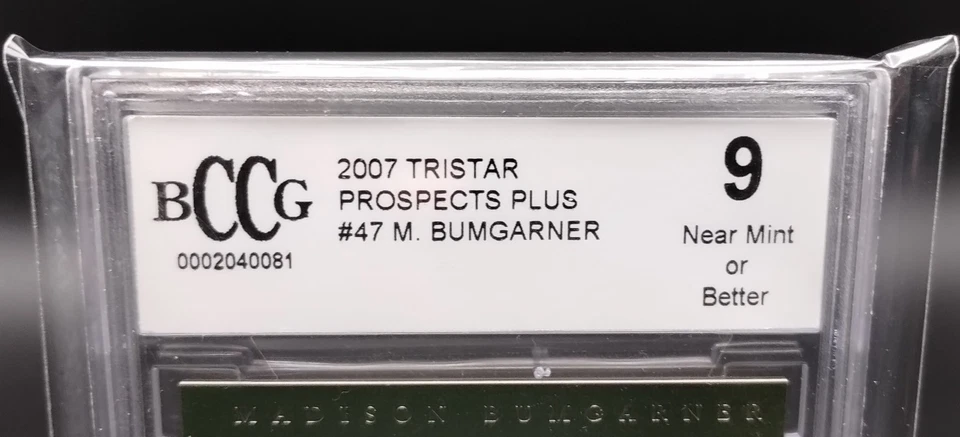 BCCG
0002040081
2007 TRISTAR
PROSPECTS PLUS
#47 M. BUMGARNER
9
Near Mint
or
Better
MADISON BUMGARNER